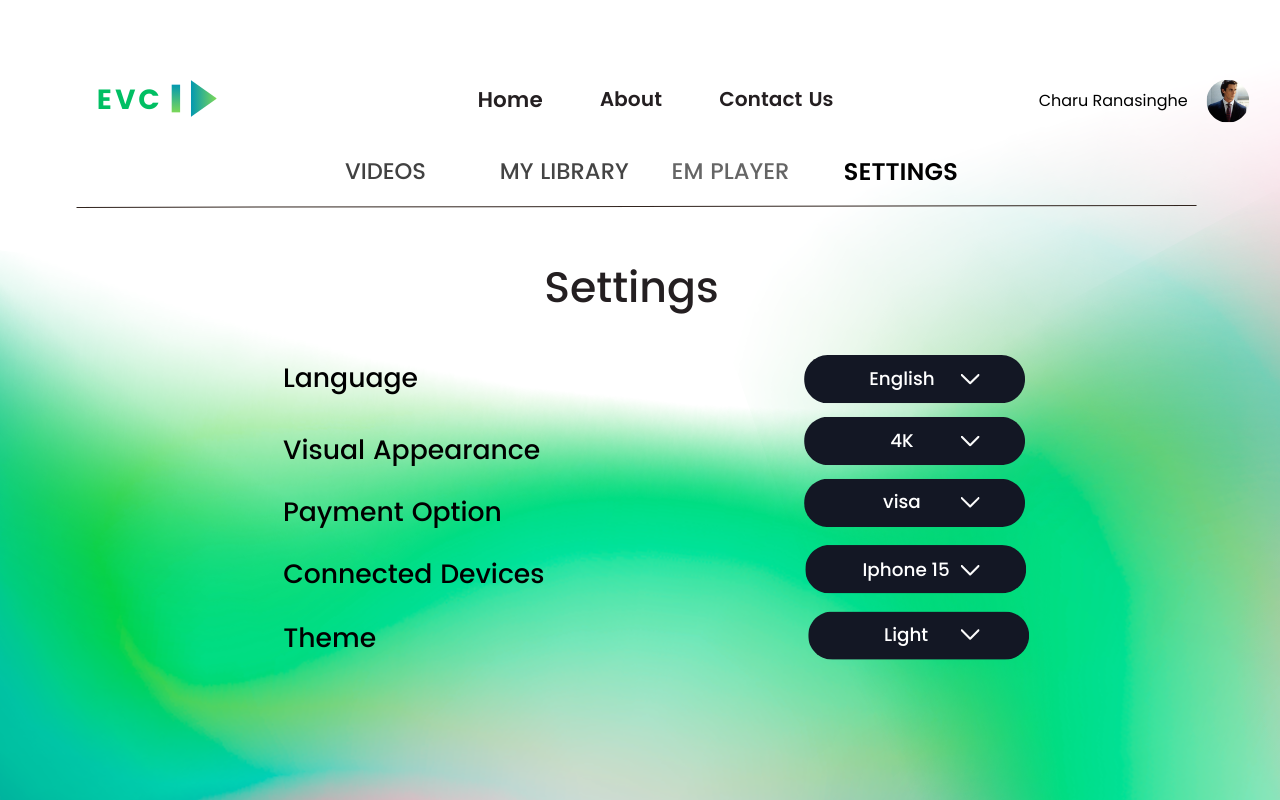 EVC
Home About Contact Us
Charu Ranasinghe
VIDEOS MY LIBRARY EM PLAYER SETTINGS
Settings
Language English
Visual Appearance 4K
Payment Option visa
Connected Devices Iphone 15
Theme Light